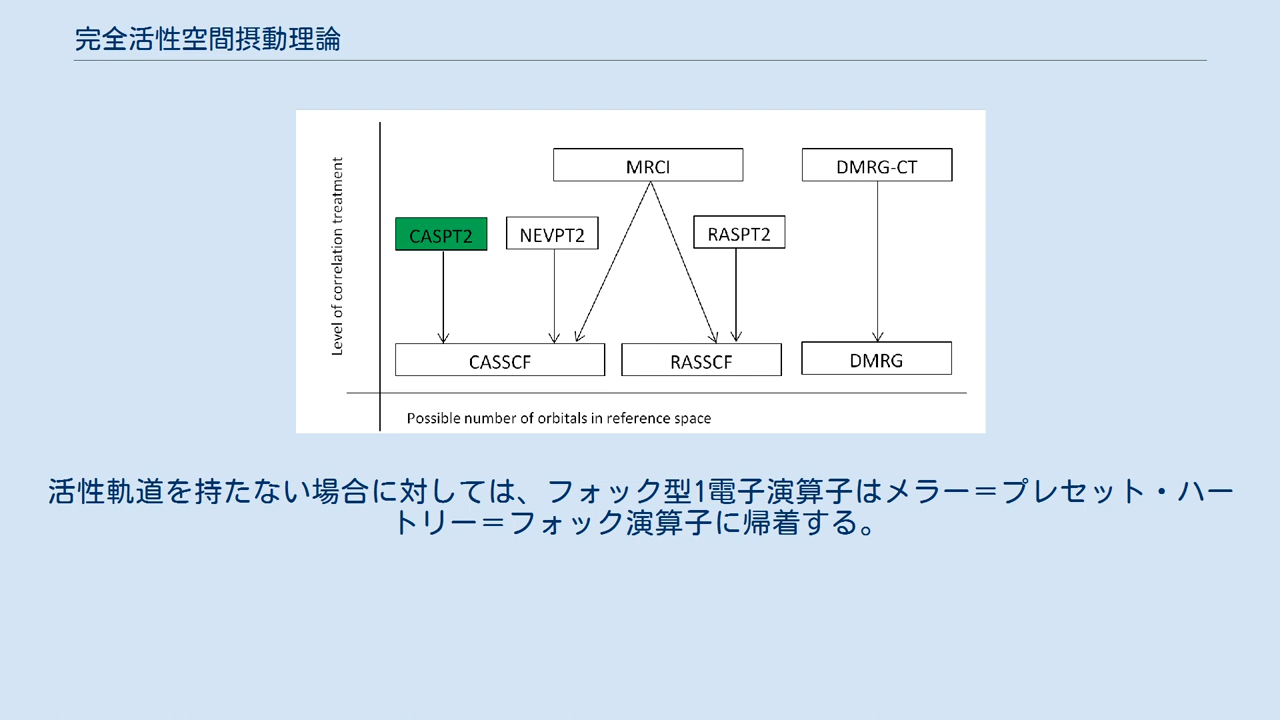 完全活性空間摂動理論
MRCI
DMRG-CT
CASPT2
NEVPT2
RASPT2
Level of correlation treatment
CASSCF
RASSCF
DMRG
Possible number of orbitals in reference space
活性軌道を持たない場合に対しては、フォック型1電子演算子はメラー＝プレセット・ハー
トリー＝フォック演算子に帰着する。